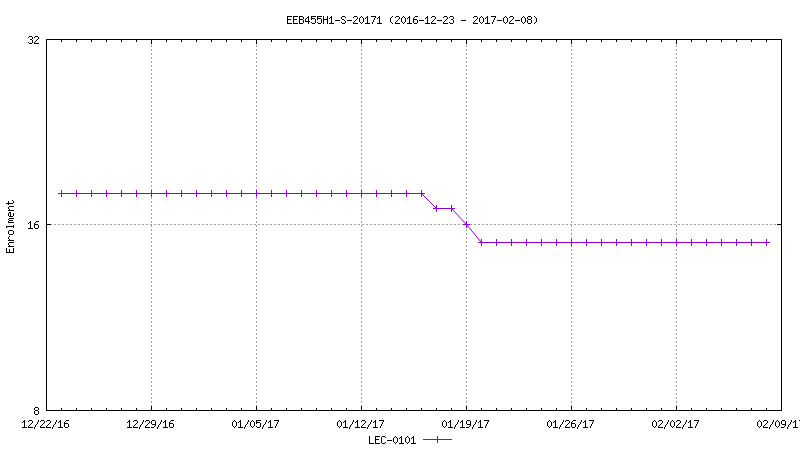 EEB455H1-S-20171 (2016-12-23 - 2017-02-08)
32
16
8
Enrolment
12/22/16 12/29/16 01/05/17 01/12/17 01/19/17 01/26/17 02/02/17 02/09/1
LEC-0101